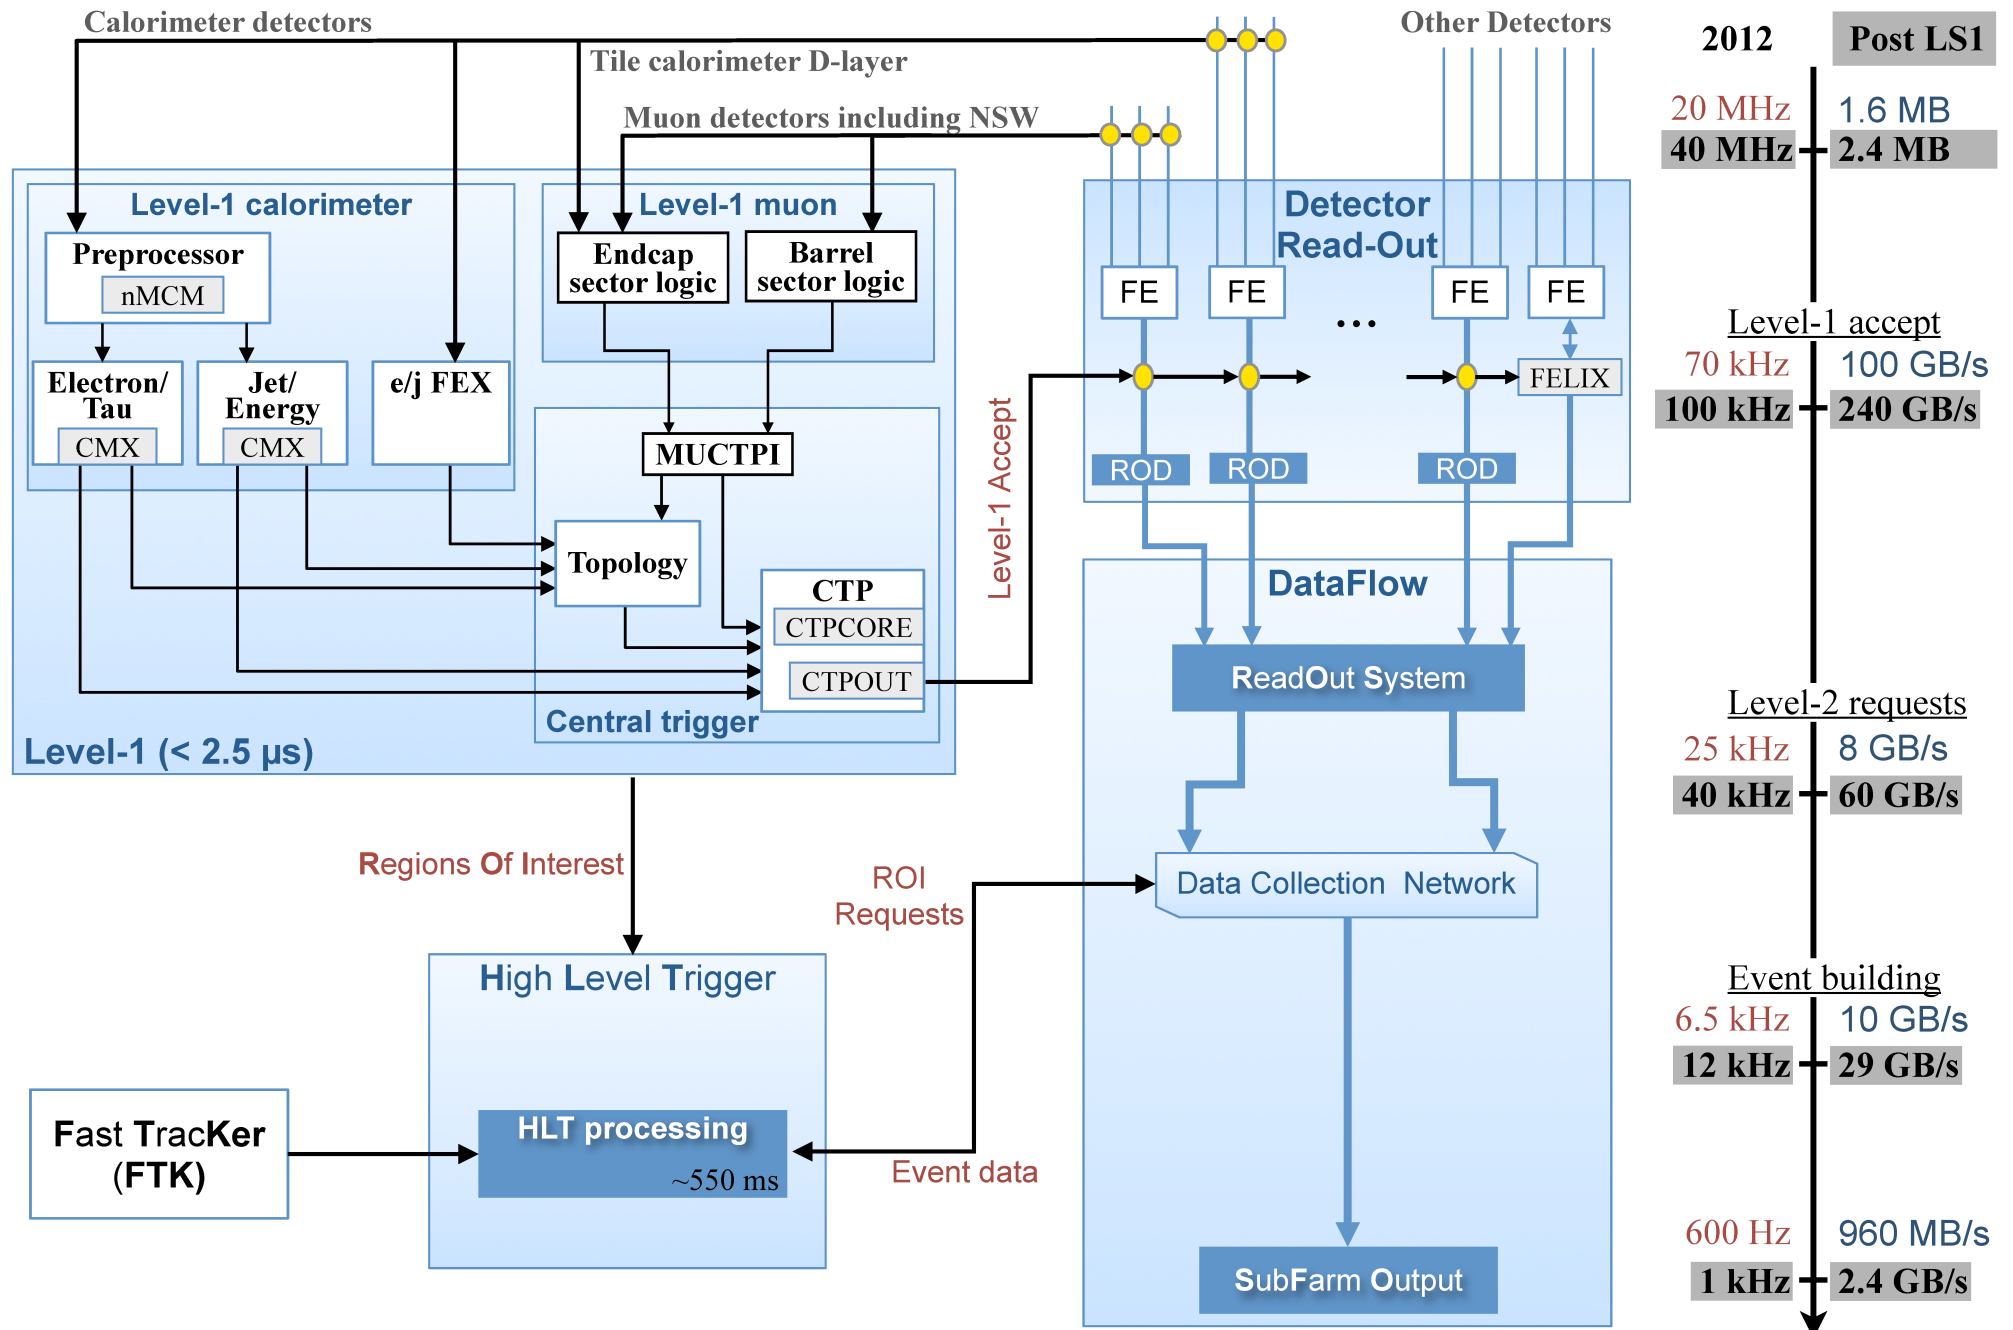 Calorimeter detectors
Tile calorimeter D-layer
Muon detectors including NSW
Other Detectors
Level-1 calorimeter
Preprocessor
nMCM
Electron/
Tau
CMX
Jet/
Energy
CMX
e/j FEX
Level-1 muon
Endcap
sector logic
Barrel
sector logic
MUCTPI
Topology
CTP
CTPCORE
CTPOUT
Central trigger
Level-1 (< 2.5 µs)
Level-1 Accept
Detector
Read-Out
FE
FE
FE
FE
...
FELIX
ROD
ROD
ROD
DataFlow
ReadOut System
Data Collection Network
SubFarm Output
Regions Of Interest
ROI
Requests
Event data
High Level Trigger
HLT processing
~550 ms
Fast TracKer
(FTK)
2012 Post LS1
20 MHz 1.6 MB
40 MHz 2.4 MB
Level-1 accept
70 kHz 100 GB/s
100 kHz 240 GB/s
Level-2 requests
25 kHz 8 GB/s
40 kHz 60 GB/s
Event building
6.5 kHz 10 GB/s
12 kHz 29 GB/s
600 Hz 960 MB/s
1 kHz 2.4 GB/s